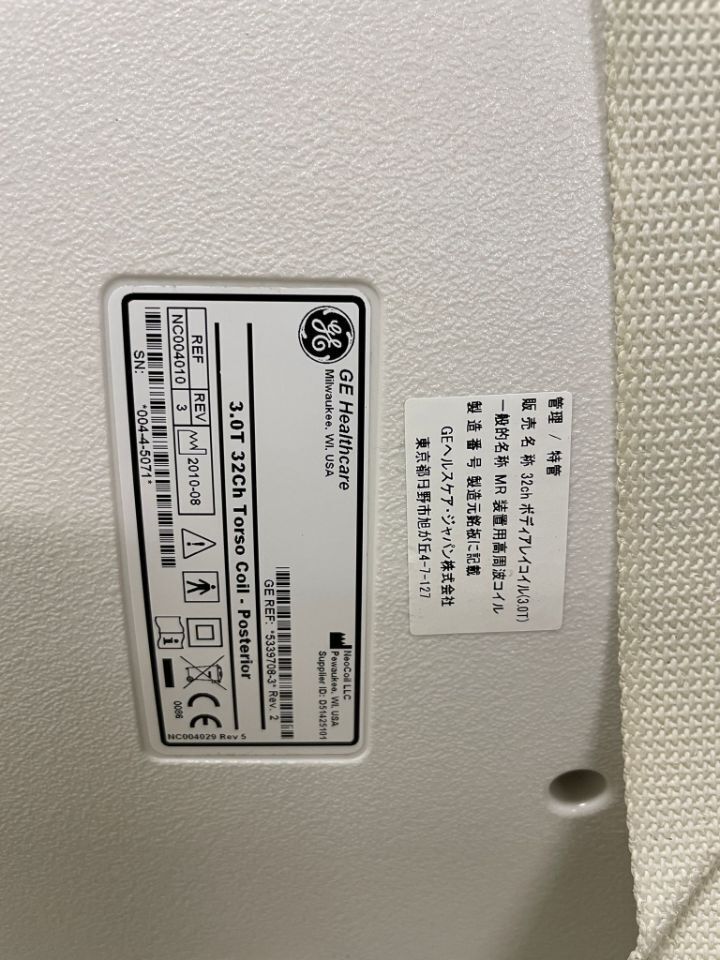 GE
GE Healthcare
Milwaukee, WI, USA
NeoCoil LLC
Pewaukee, WI, USA
Supplier ID: D51425101
GE REF: *5339708-3* Rev. 2
3.0T 32Ch Torso Coil - Posterior
REF REV
NC004010 3 2010-08
SN: *004-4-5071*
0086
NC004029 Rev 5
管理 / 特管
販売名称 32ch ボディアレイコイル(3.0T)
一般的名称 MR 装置用高周波コイル
製造番号 製造元銘板に記載
GEヘルスケア・ジャパン株式会社
東京都日野市旭が丘4-7-127